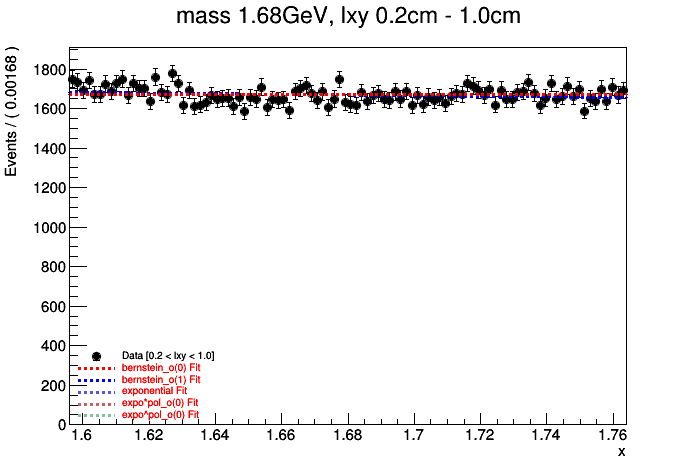 mass 1.68GeV, lxy 0.2cm - 1.0cm
Events / ( 0.00168 )
1800
1600
1400
1200
1000
800
600
400
200
0
Data [0.2 < lxy < 1.0]
bernstein_o(0) Fit
bernstein_o(1) Fit
exponential Fit
expo*pol_o(0) Fit
expo^pol_o(0) Fit
1.6 1.62 1.64 1.66 1.68 1.7 1.72 1.74 1.76
x